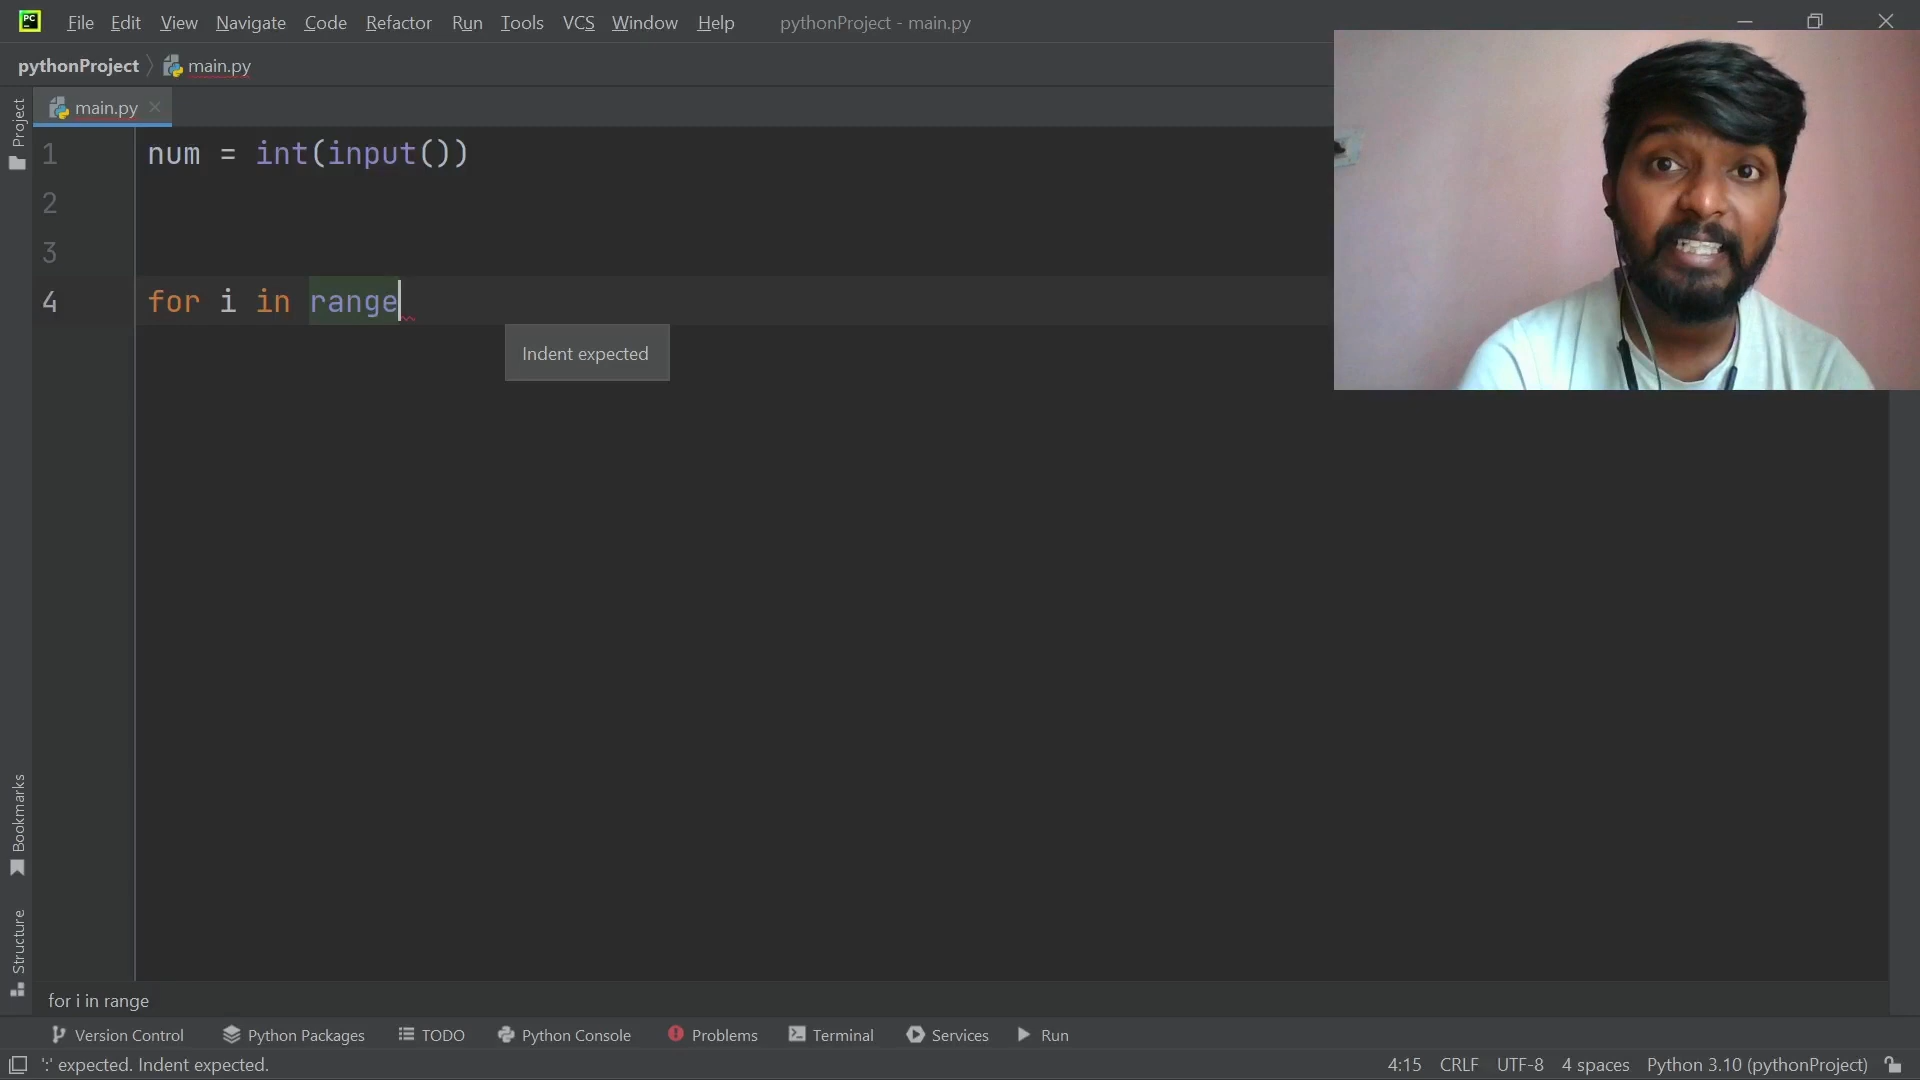 PC File Edit View Navigate Code Refactor Run Tools VCS Window Help pythonProject - main.py
pythonProject main.py
Project
main.py
1 num = int(input())
2
3
4 for i in range
Indent expected
Bookmarks
Structure
for i in range
Version Control Python Packages TODO Python Console Problems Terminal Services Run
':' expected. Indent expected. 4:15 CRLF UTF-8 4 spaces Python 3.10 (pythonProject)